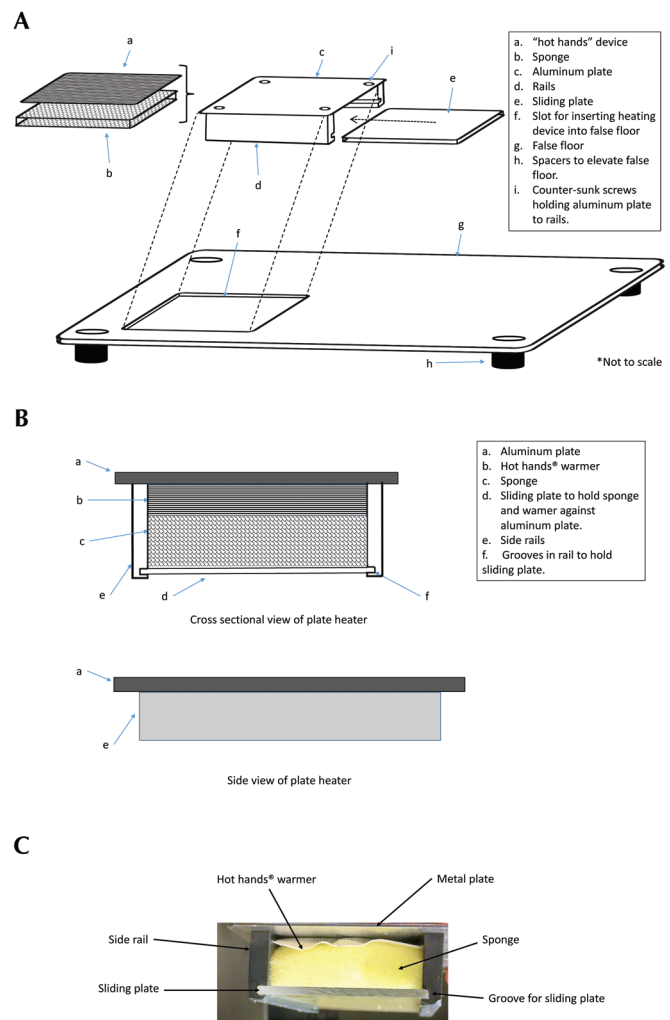 A
a
b
c
i
d
e
a. “hot hands” device
b. Sponge
c. Aluminum plate
d. Rails
e. Sliding plate
f. Slot for inserting heating
device into false floor
g. False floor
h. Spacers to elevate false
floor.
i. Counter-sunk screws
holding aluminum plate
to rails.
f
g
h
*Not to scale
B
a
b
c
e
d
f
a. Aluminum plate
b. Hot hands® warmer
c. Sponge
d. Sliding plate to hold sponge
and wamer against
aluminum plate.
e. Side rails
f. Grooves in rail to hold
sliding plate.
Cross sectional view of plate heater
a
e
Side view of plate heater
C
Hot hands® warmer
Metal plate
Side rail
Sponge
Sliding plate
Groove for sliding plate